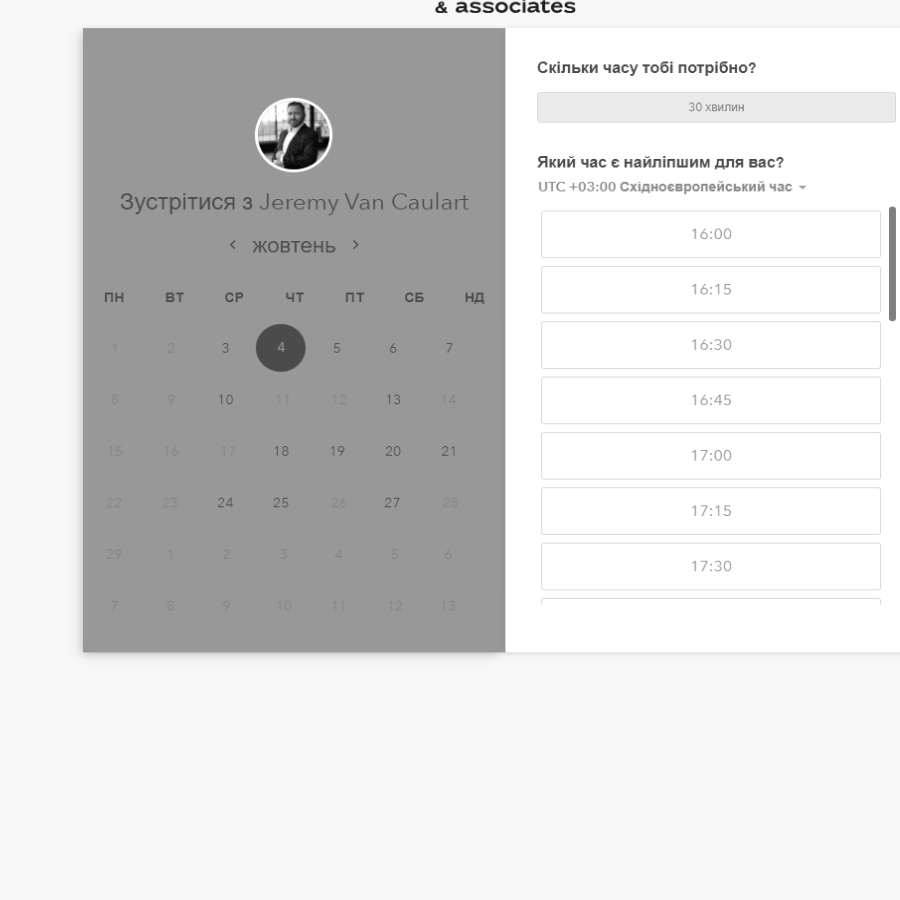 & associates
Зустрітися з Jeremy Van Caulart
жовтень
ПН ВТ СР ЧТ ПТ СБ НД
1 2 3 4 5 6 7
8 9 10 11 12 13 14
15 16 17 18 19 20 21
22 23 24 25 26 27 28
29 1 2 3 4 5 6
7 8 9 10 11 12 13
Скільки часу тобі потрібно?
30 хвилин
Який час є найліпшим для вас?
UTC +03:00 Східноєвропейський час
16:00
16:15
16:30
16:45
17:00
17:15
17:30